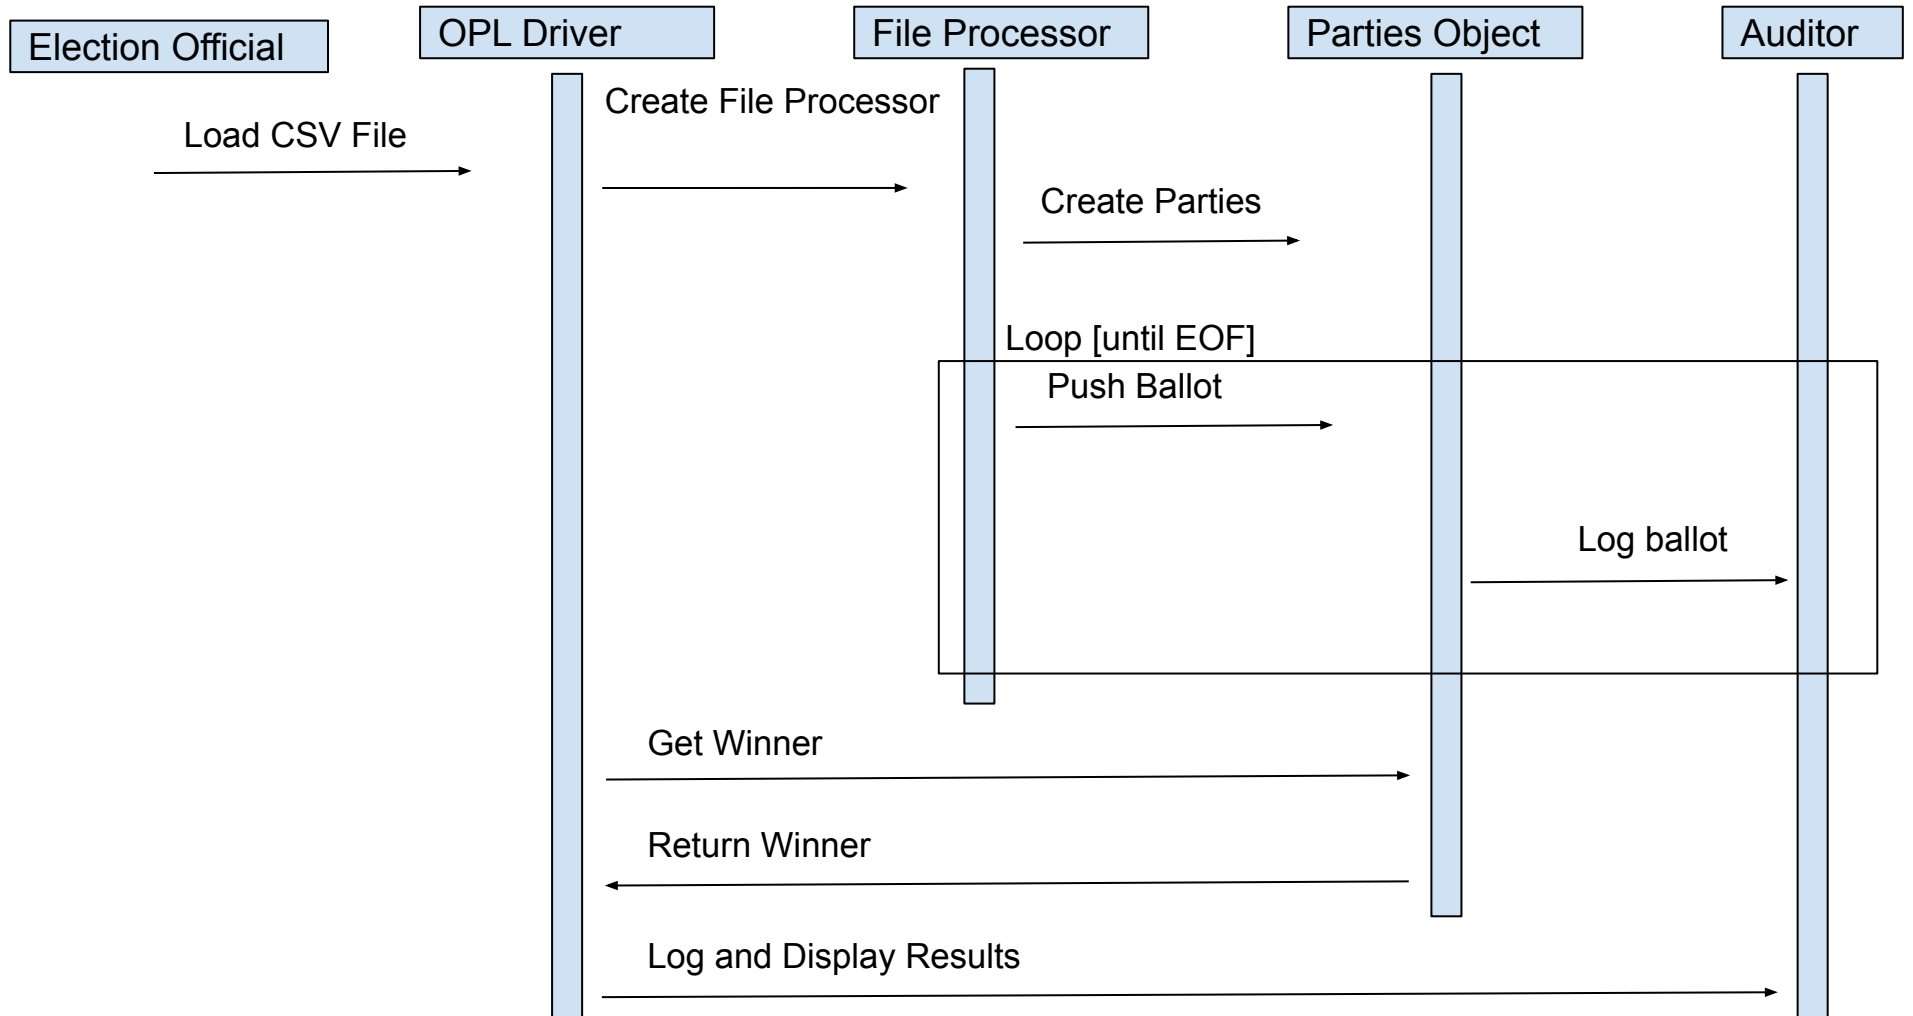 Election Official
OPL Driver
File Processor
Parties Object
Auditor
Create File Processor
Load CSV File
Create Parties
Loop [until EOF]
Push Ballot
Log ballot
Get Winner
Return Winner
Log and Display Results